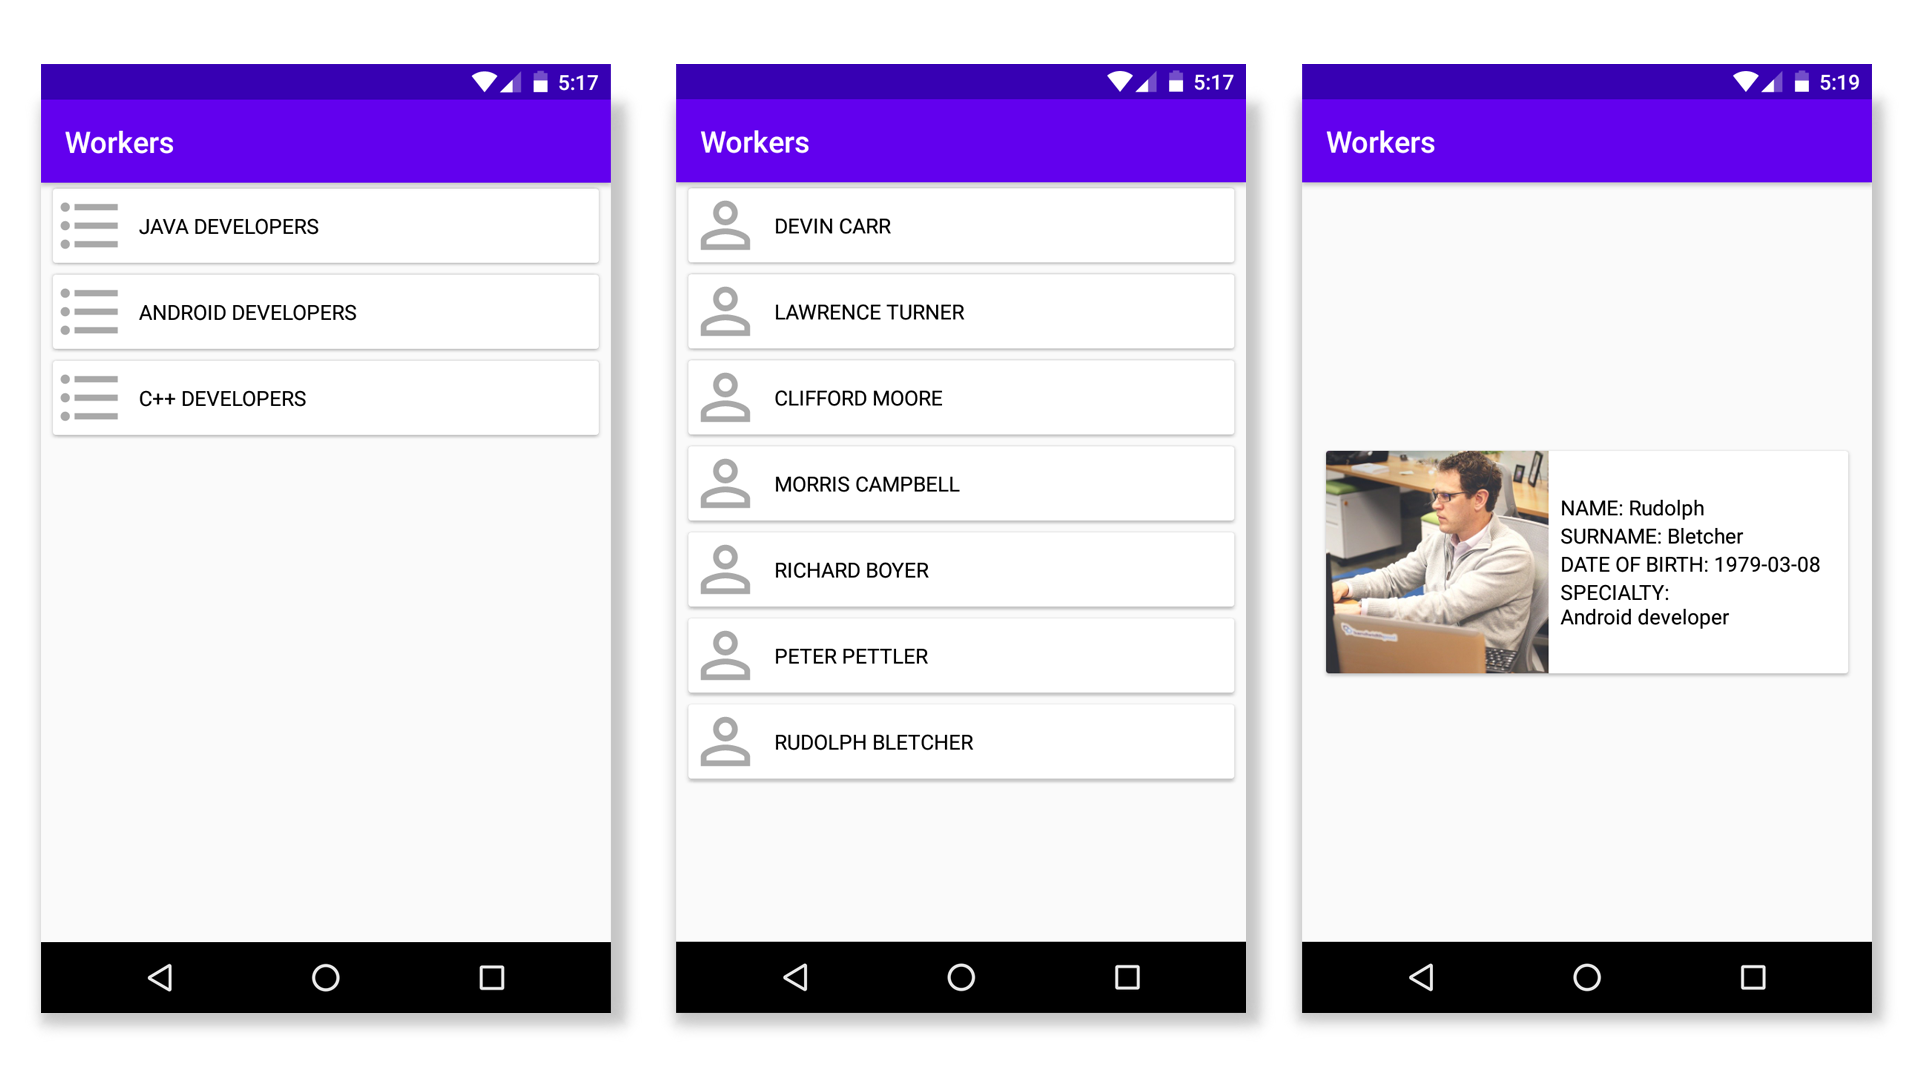 5:17
Workers
JAVA DEVELOPERS
ANDROID DEVELOPERS
C++ DEVELOPERS
5:17
Workers
DEVIN CARR
LAWRENCE TURNER
CLIFFORD MOORE
MORRIS CAMPBELL
RICHARD BOYER
PETER PETTLER
RUDOLPH BLETCHER
5:19
Workers
NAME: Rudolph
SURNAME: Bletcher
DATE OF BIRTH: 1979-03-08
SPECIALTY:
Android developer